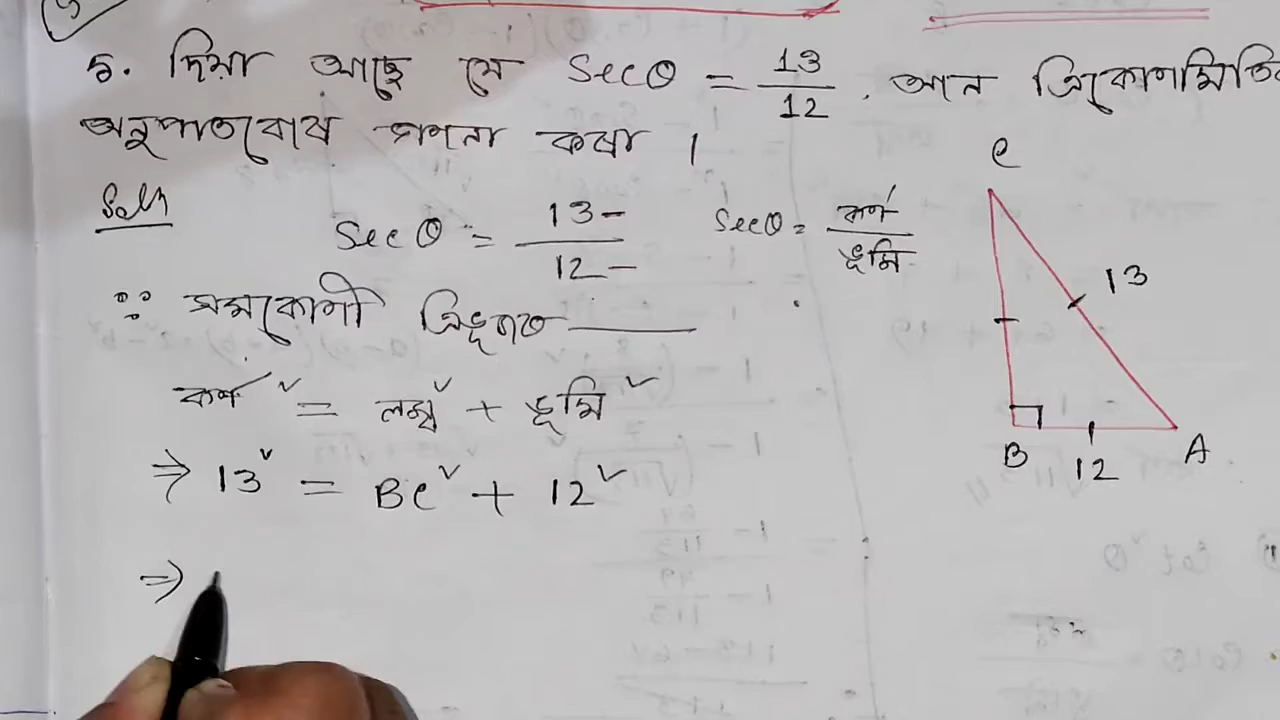 ৫. দিয়া আছে যে Secθ = 13/12 . আন ত্ৰিকোণমিতিৰ
অনুপাতবোৰ গণনা কৰা ।
Solⁿ
Sec θ = 13/12
Secθ = কৰ্ণ/ভূমি
∵ সমকোণী ত্ৰিভূজত
কৰ্ণ² = লম্ব² + ভূমি²
⇒ 13² = BC² + 12²
⇒
C
13
B
12
A